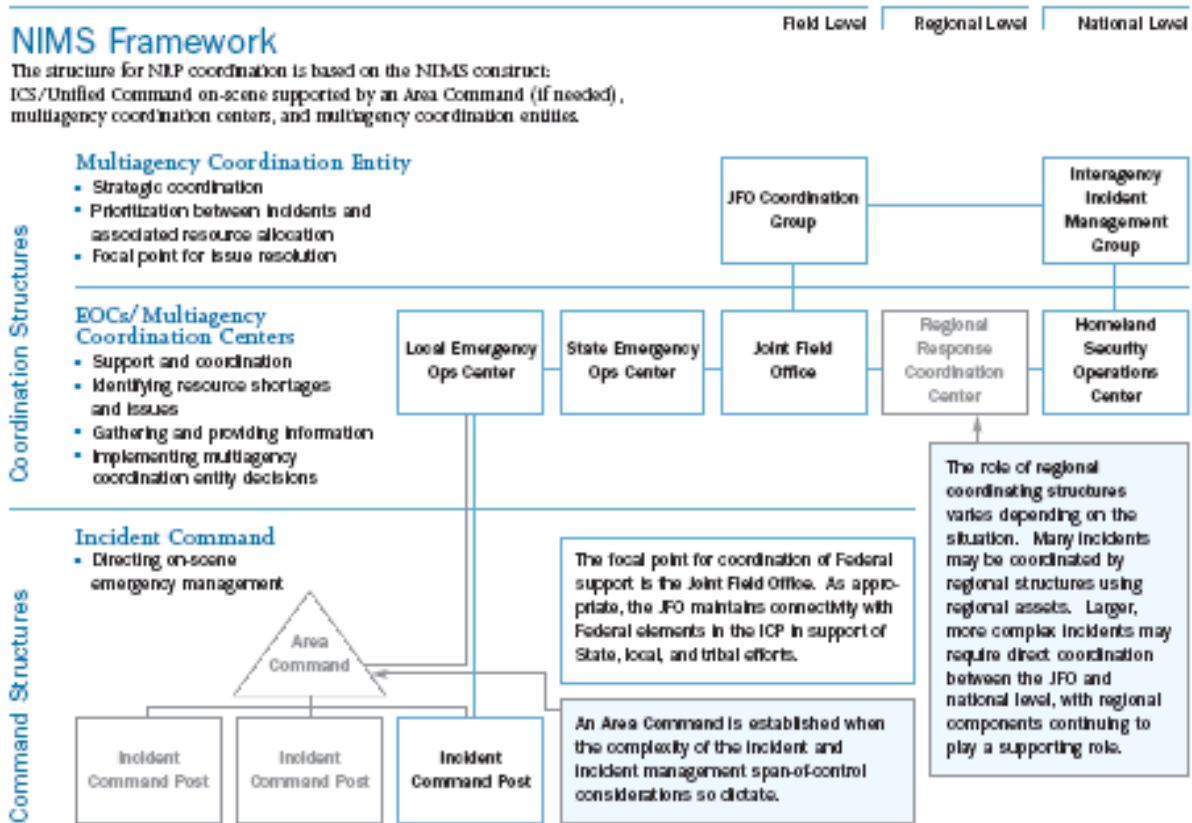 Field Level
Regional Level
National Level
NIMS Framework
The structure for NRP coordination is based on the NIMS construct:
ICS/Unified Command on-scene supported by an Area Command (if needed),
multiagency coordination centers, and multiagency coordination entities.
Coordination Structures
Multiagency Coordination Entity
▪ Strategic coordination
▪ Prioritization between incidents and
associated resource allocation
▪ Focal point for issue resolution
JFO Coordination
Group
Interagency
Incident
Management
Group
EOCs/Multiagency
Coordination Centers
▪ Support and coordination
▪ Identifying resource shortages
and issues
▪ Gathering and providing information
▪ Implementing multiagency
coordination entity decisions
Local Emergency
Ops Center
State Emergency
Ops Center
Joint Field
Office
Regional
Response
Coordination
Center
Homeland
Security
Operations
Center
The role of regional
coordinating structures
varies depending on the
situation. Many incidents
may be coordinated by
regional structures using
regional assets. Larger,
more complex incidents may
require direct coordination
between the JFO and
national level, with regional
components continuing to
play a supporting role.
Command Structures
Incident Command
▪ Directing on-scene
emergency management
The focal point for coordination of Federal
support is the Joint Field Office. As appro-
priate, the JFO maintains connectivity with
Federal elements in the ICP in support of
State, local, and tribal efforts.
Area
Command
An Area Command is established when
the complexity of the incident and
incident management span-of-control
considerations so dictate.
Incident
Command Post
Incident
Command Post
Incident
Command Post